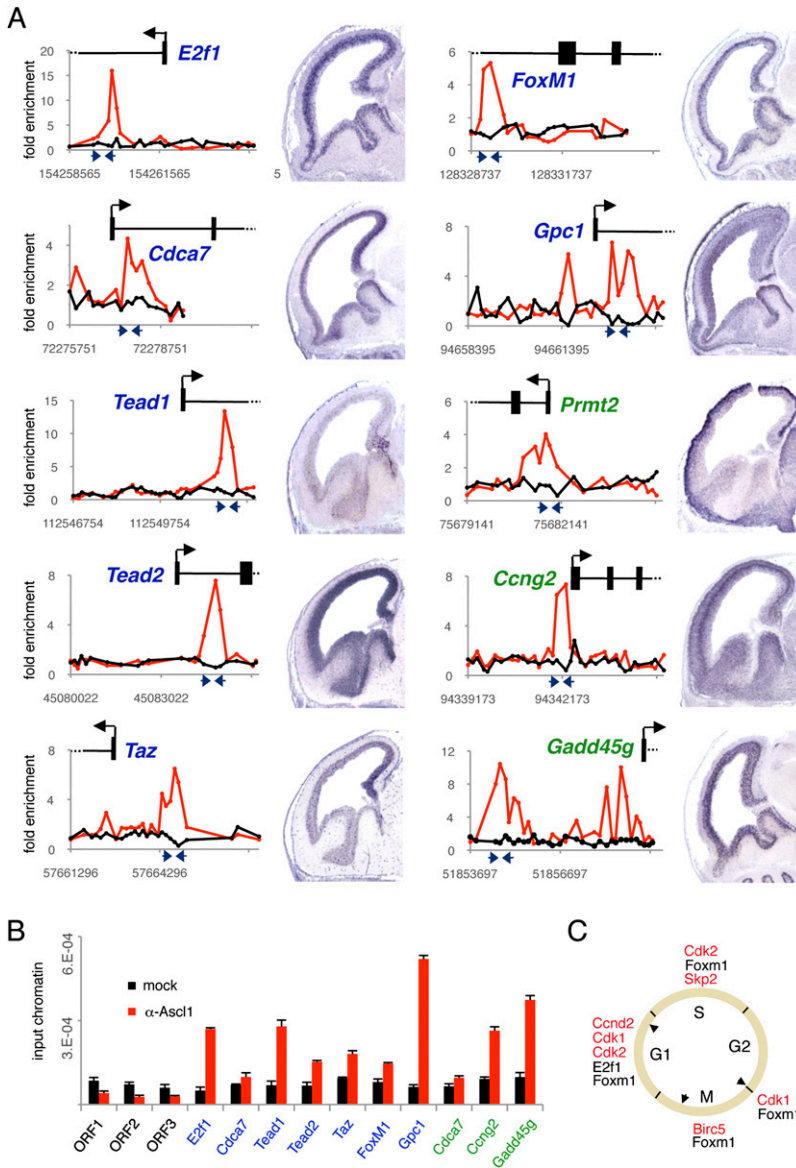 A
E2f1
fold enrichment
20
15
10
5
0
154258565
154261565
5
FoxM1
6
4
2
0
128328737
128331737
Cdca7
fold enrichment
4
2
0
72275751
72278751
Gpc1
8
4
0
94658395
94661395
Tead1
fold enrichment
15
10
5
0
112546754
112549754
Prmt2
6
4
2
0
75679141
75682141
Tead2
fold enrichment
8
4
0
45080022
45083022
Ccng2
8
4
0
94339173
94342173
Taz
fold enrichment
8
4
0
57661296
57664296
Gadd45g
12
8
4
0
51853697
51856697
B
input chromatin
6.E-04
3.E-04
mock
α-Ascl1
ORF1
ORF2
ORF3
E2f1
Cdca7
Tead1
Tead2
Taz
FoxM1
Gpc1
Cdca7
Ccng2
Gadd45g
C
Cdk2
Foxm1
Skp2
S
Ccnd2
Cdk1
Cdk2
E2f1
Foxm1
G1
G2
M
Cdk1
Foxm1
Birc5
Foxm1